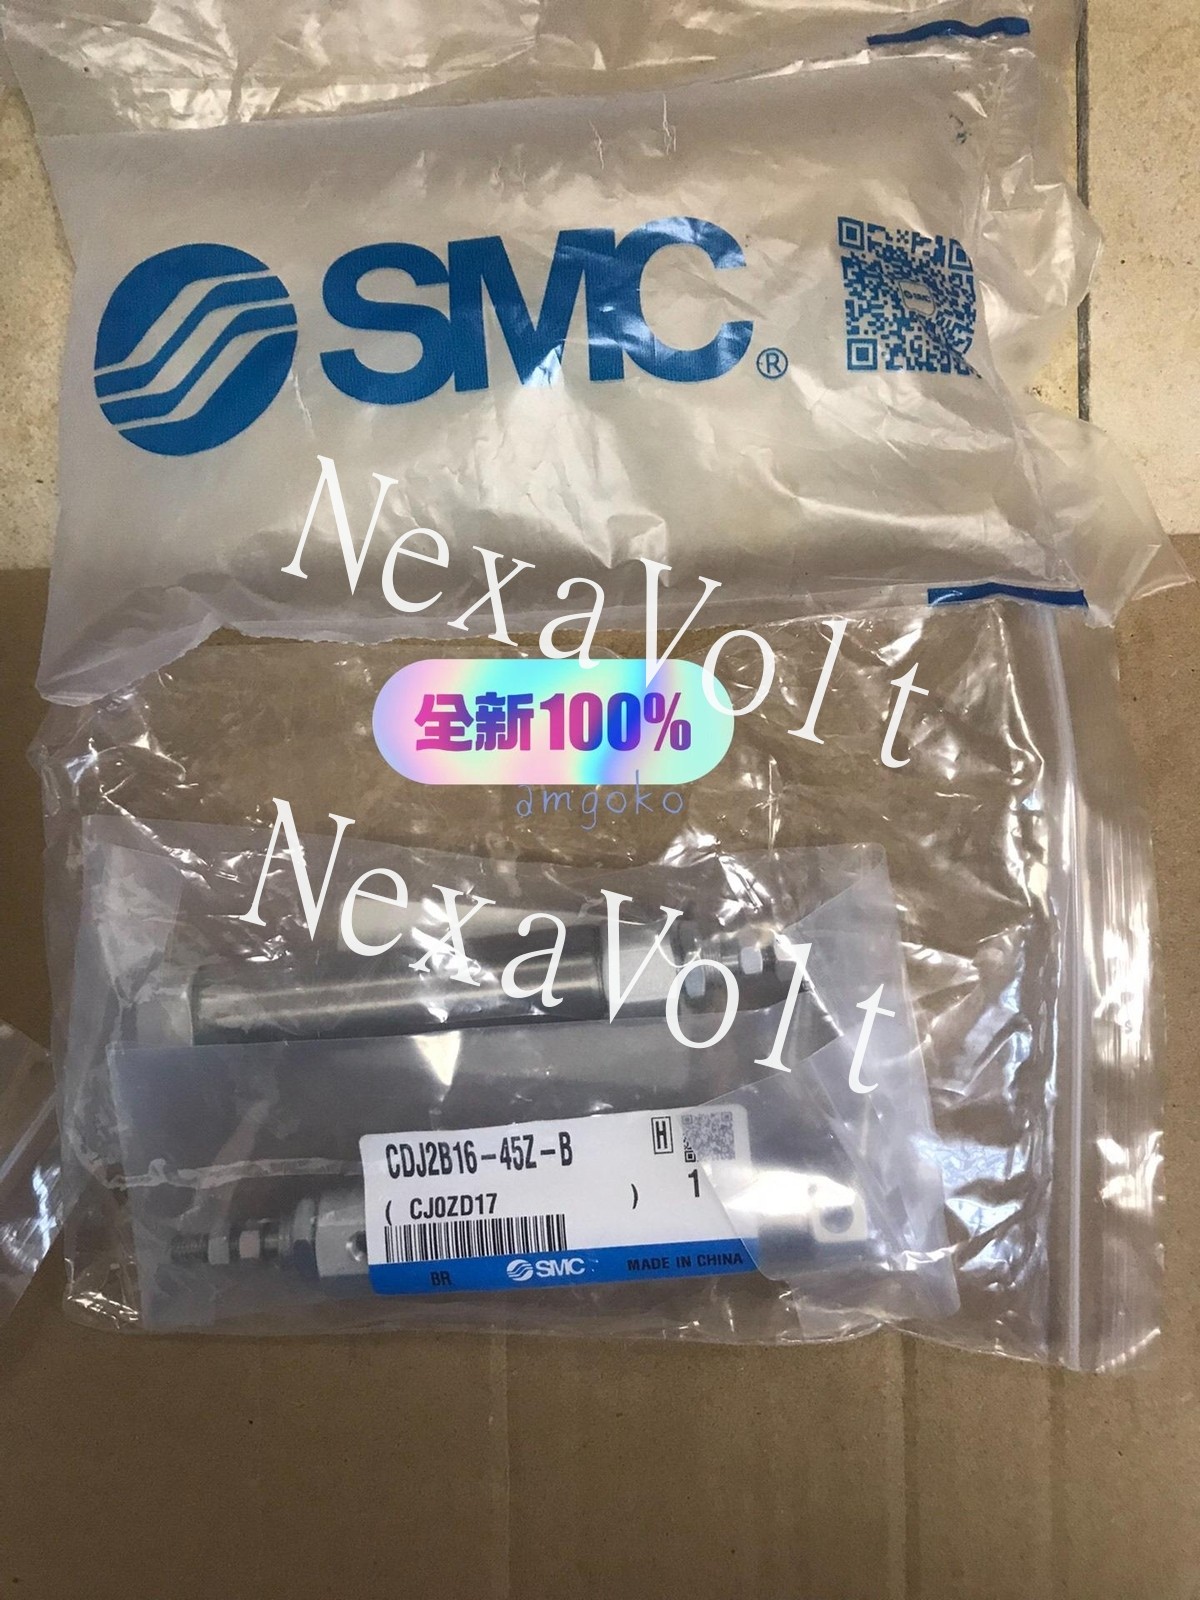 SMC®
NexaVolt
全新100%
amgoko
NexaVolt
CDJ2B16-45Z-B
H
( CJ0ZD17 )
1
BR
SMC
MADE IN CHINA